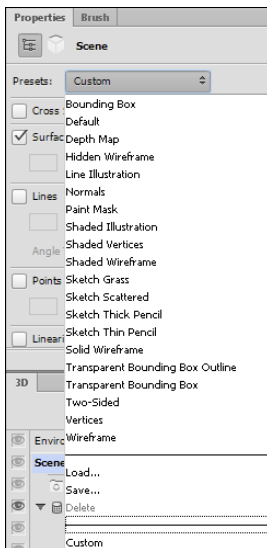 Properties Brush
Scene
Presets: Custom
Bounding Box
Cross
Default
Surfac
Depth Map
Hidden Wireframe
Line Illustration
Lines
Normals
Paint Mask
Shaded Illustration
Angle
Shaded Vertices
Shaded Wireframe
Points
Sketch Grass
Sketch Scattered
Sketch Thick Pencil
Lineari
Sketch Thin Pencil
Solid Wireframe
Transparent Bounding Box Outline
3D
Transparent Bounding Box
Two-Sided
Vertices
Enviro
Wireframe
Scene
Load...
Save...
Delete
Custom